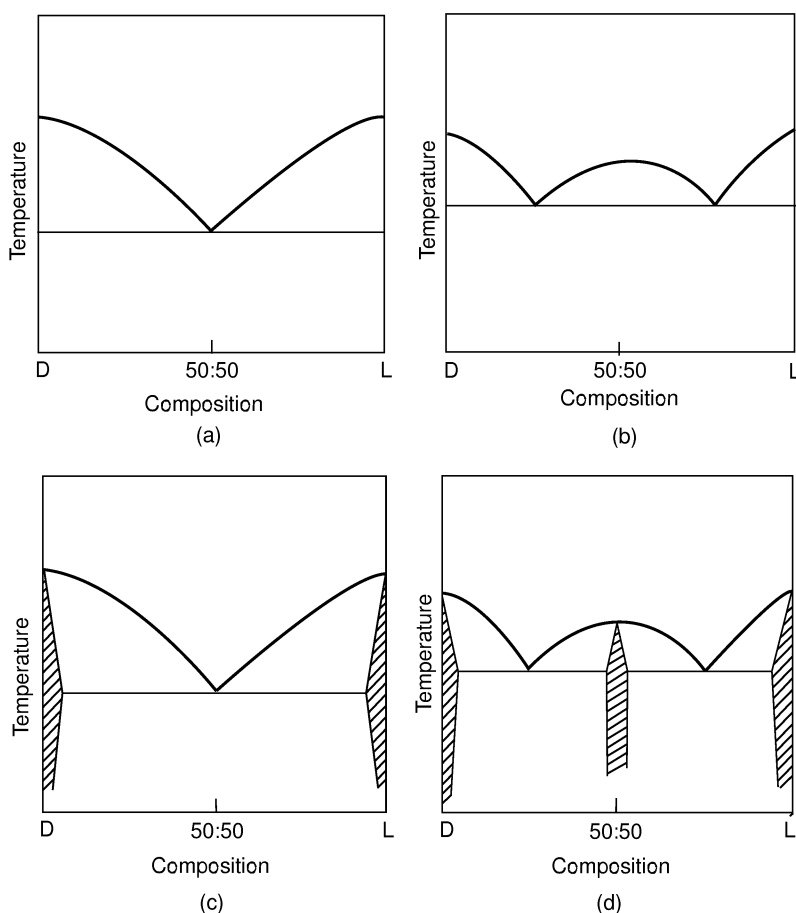 Temperature
D 50:50 L
Composition
(a)
Temperature
D 50:50 L
Composition
(b)
Temperature
D 50:50 L
Composition
(c)
Temperature
D 50:50 L
Composition
(d)